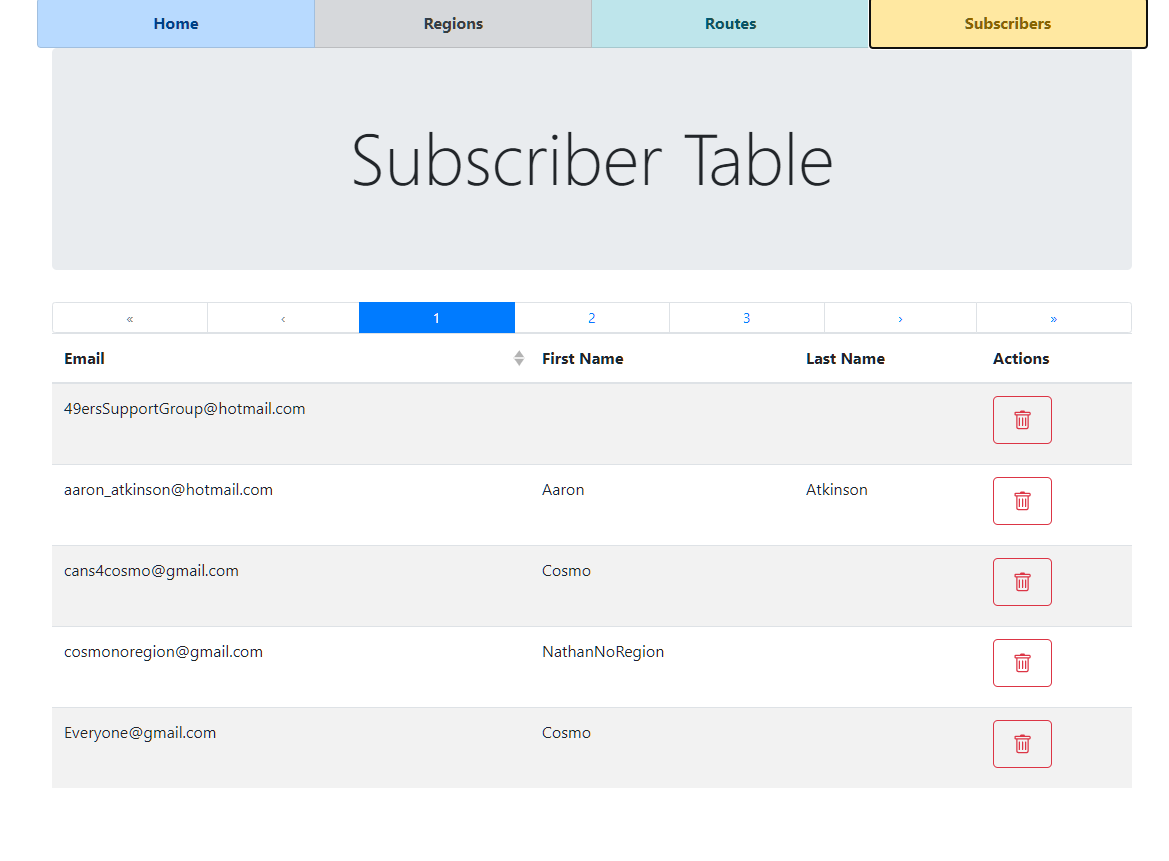 Home Regions Routes Subscribers
Subscriber Table
« ‹ 1 2 3 › »
Email First Name Last Name Actions
49ersSupportGroup@hotmail.com
aaron_atkinson@hotmail.com Aaron Atkinson
cans4cosmo@gmail.com Cosmo
cosmonoregion@gmail.com NathanNoRegion
Everyone@gmail.com Cosmo